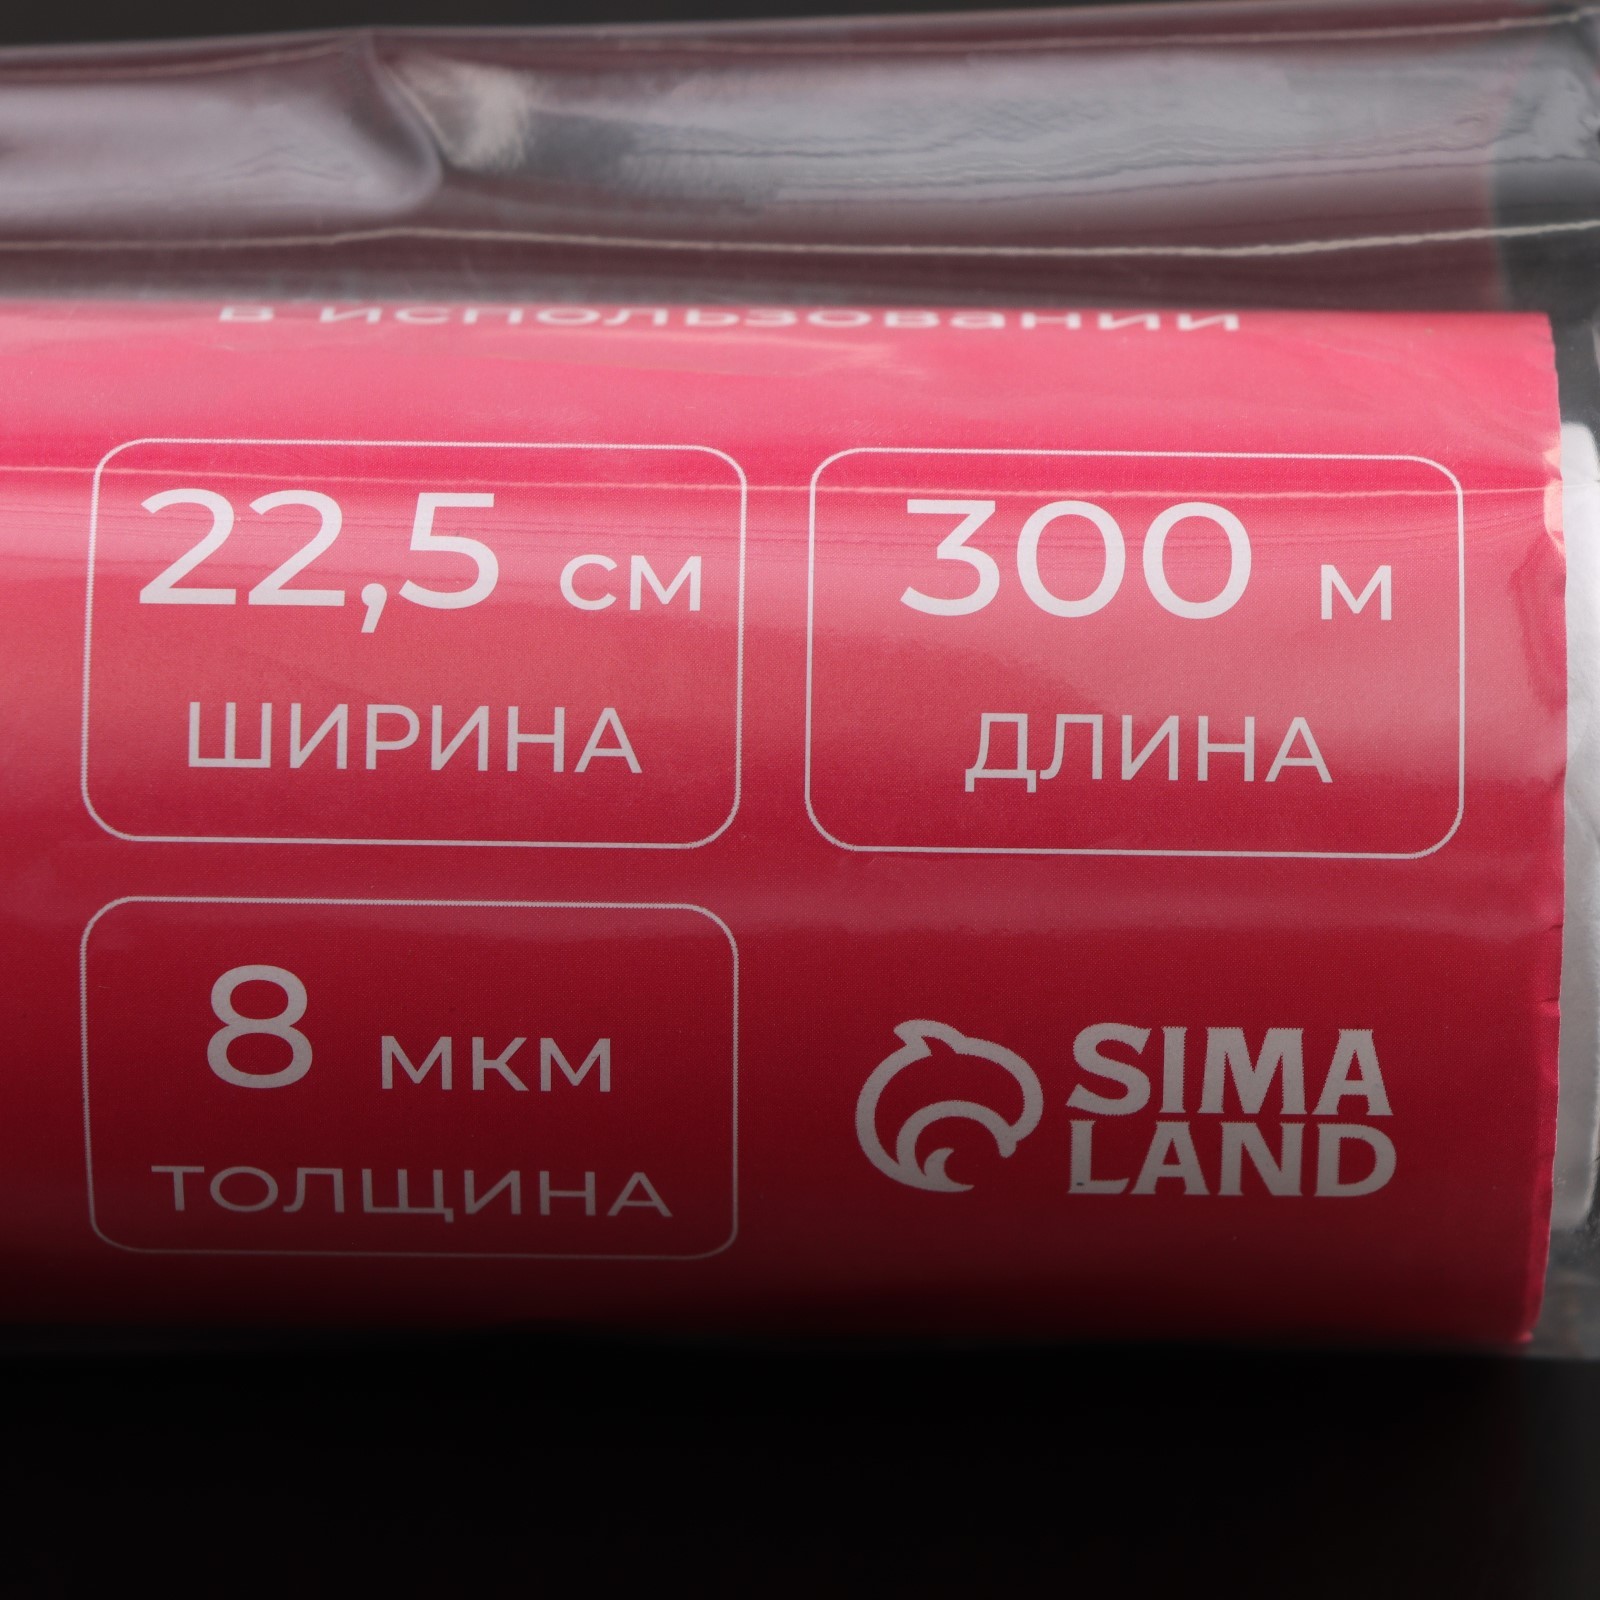 в использовании
22,5 см
ШИРИНА
300 м
ДЛИНА
8 мкм
ТОЛЩИНА
SIMA
LAND